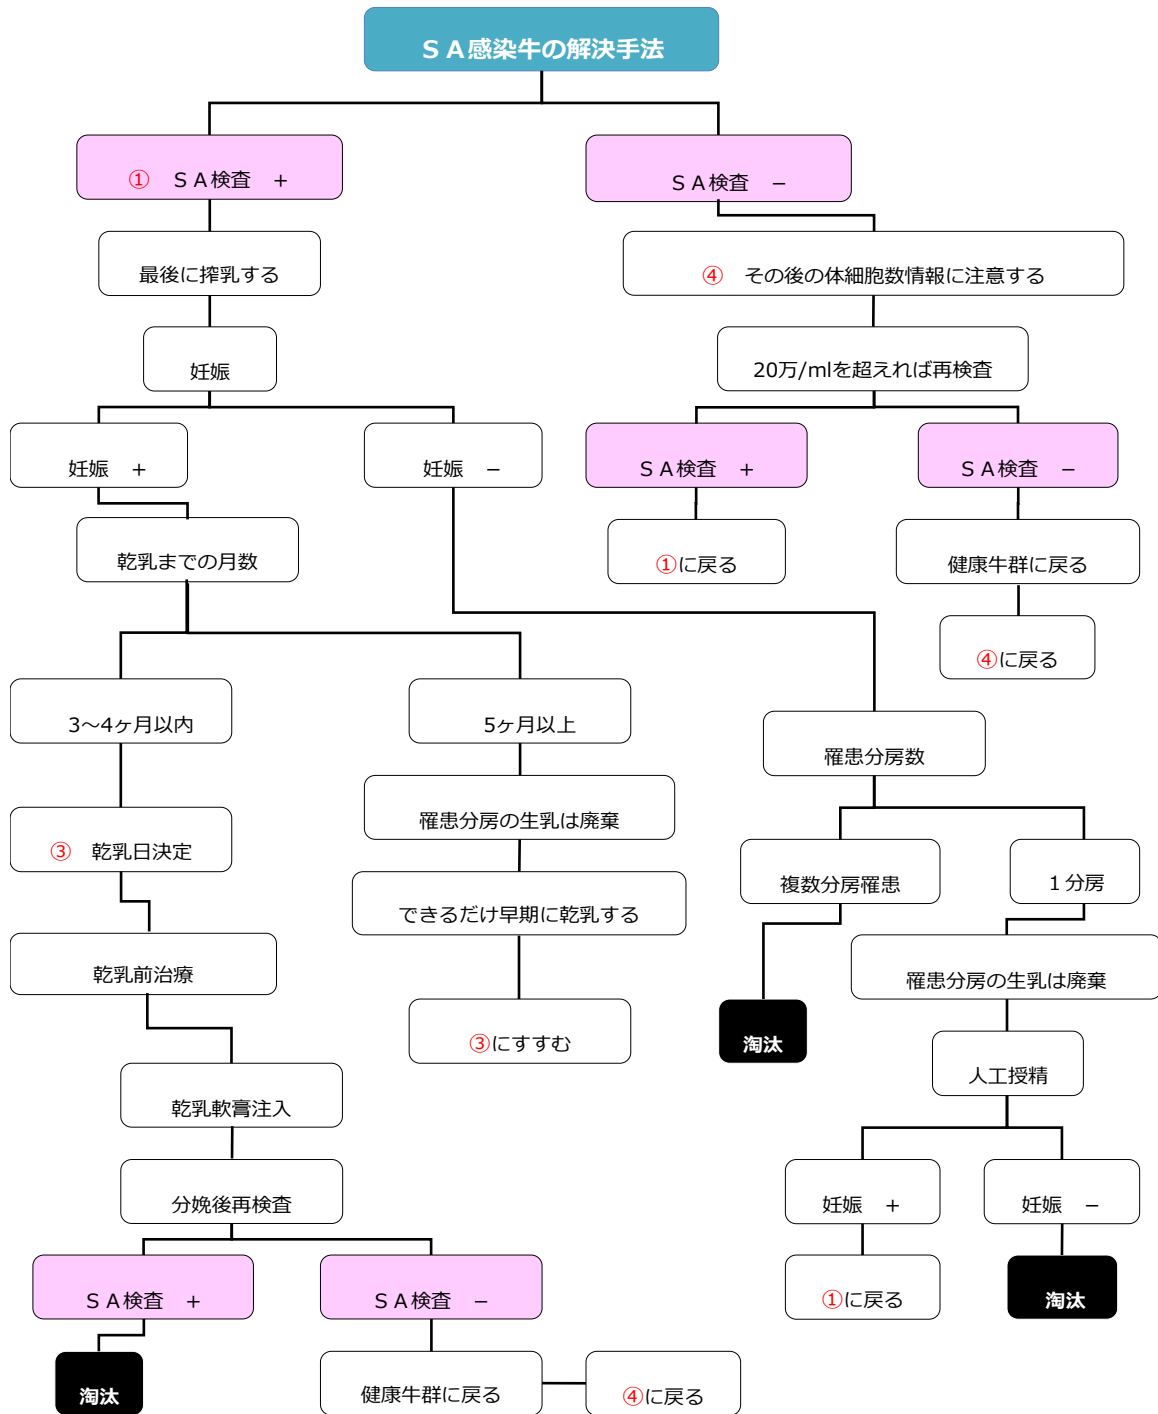 ＳＡ感染牛の解決手法
①　ＳＡ検査　＋
ＳＡ検査　－
最後に搾乳する
④　その後の体細胞数情報に注意する
妊娠
20万/mlを超えれば再検査
妊娠　＋
妊娠　－
ＳＡ検査　＋
ＳＡ検査　－
乾乳までの月数
①に戻る
健康牛群に戻る
④に戻る
3～4ヶ月以内
5ヶ月以上
罹患分房数
罹患分房の生乳は廃棄
③　乾乳日決定
複数分房罹患
１分房
できるだけ早期に乾乳する
乾乳前治療
罹患分房の生乳は廃棄
③にすすむ
淘汰
人工授精
乾乳軟膏注入
分娩後再検査
妊娠　＋
妊娠　－
ＳＡ検査　＋
ＳＡ検査　－
①に戻る
淘汰
淘汰
健康牛群に戻る
④に戻る